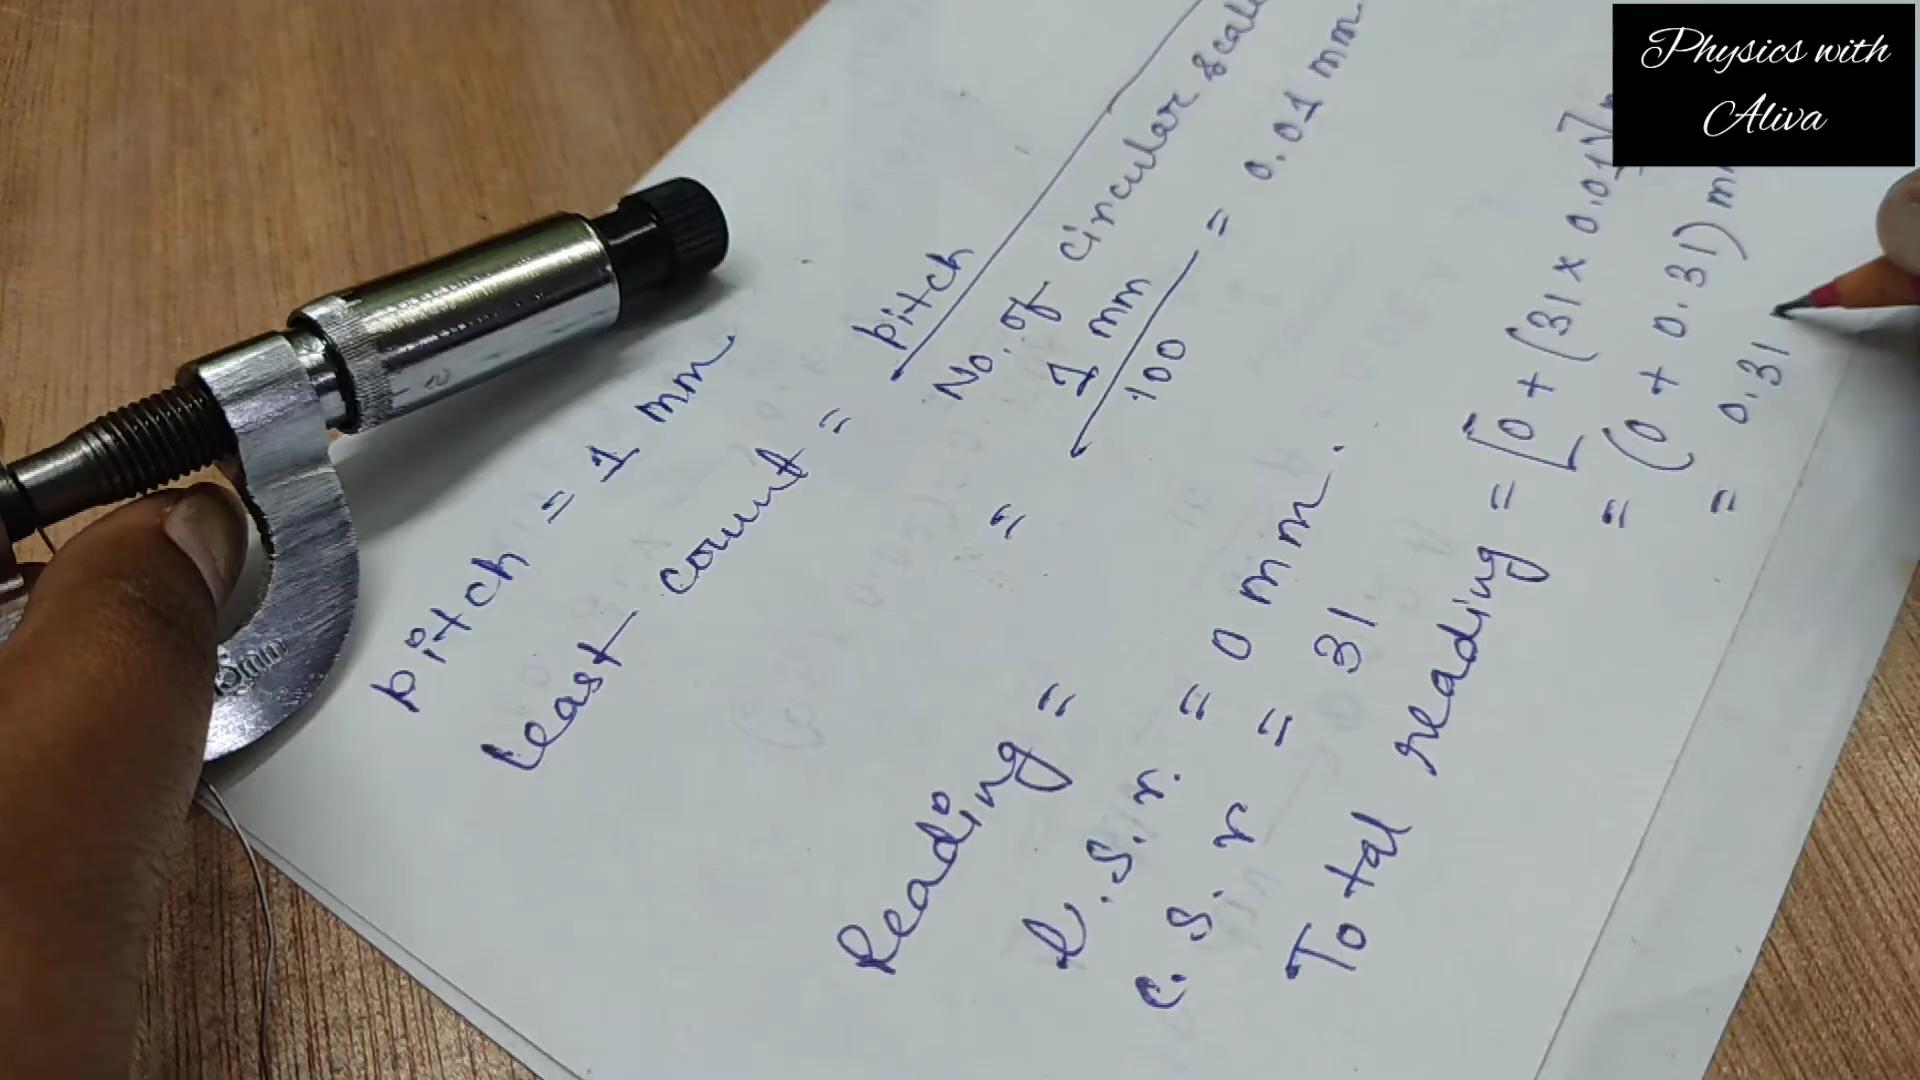 Physics with
Aliva
Pitch = 1 mm.
Least count = Pitch
No. of circular scale
= 1 mm
100
= 0.01 mm
Reading =
l.s.r. = 0 mm.
c.s.r = 31
Total reading = [0 + (31 x 0.01)]
= (0 + 0.31) m
= 0.31
5mm